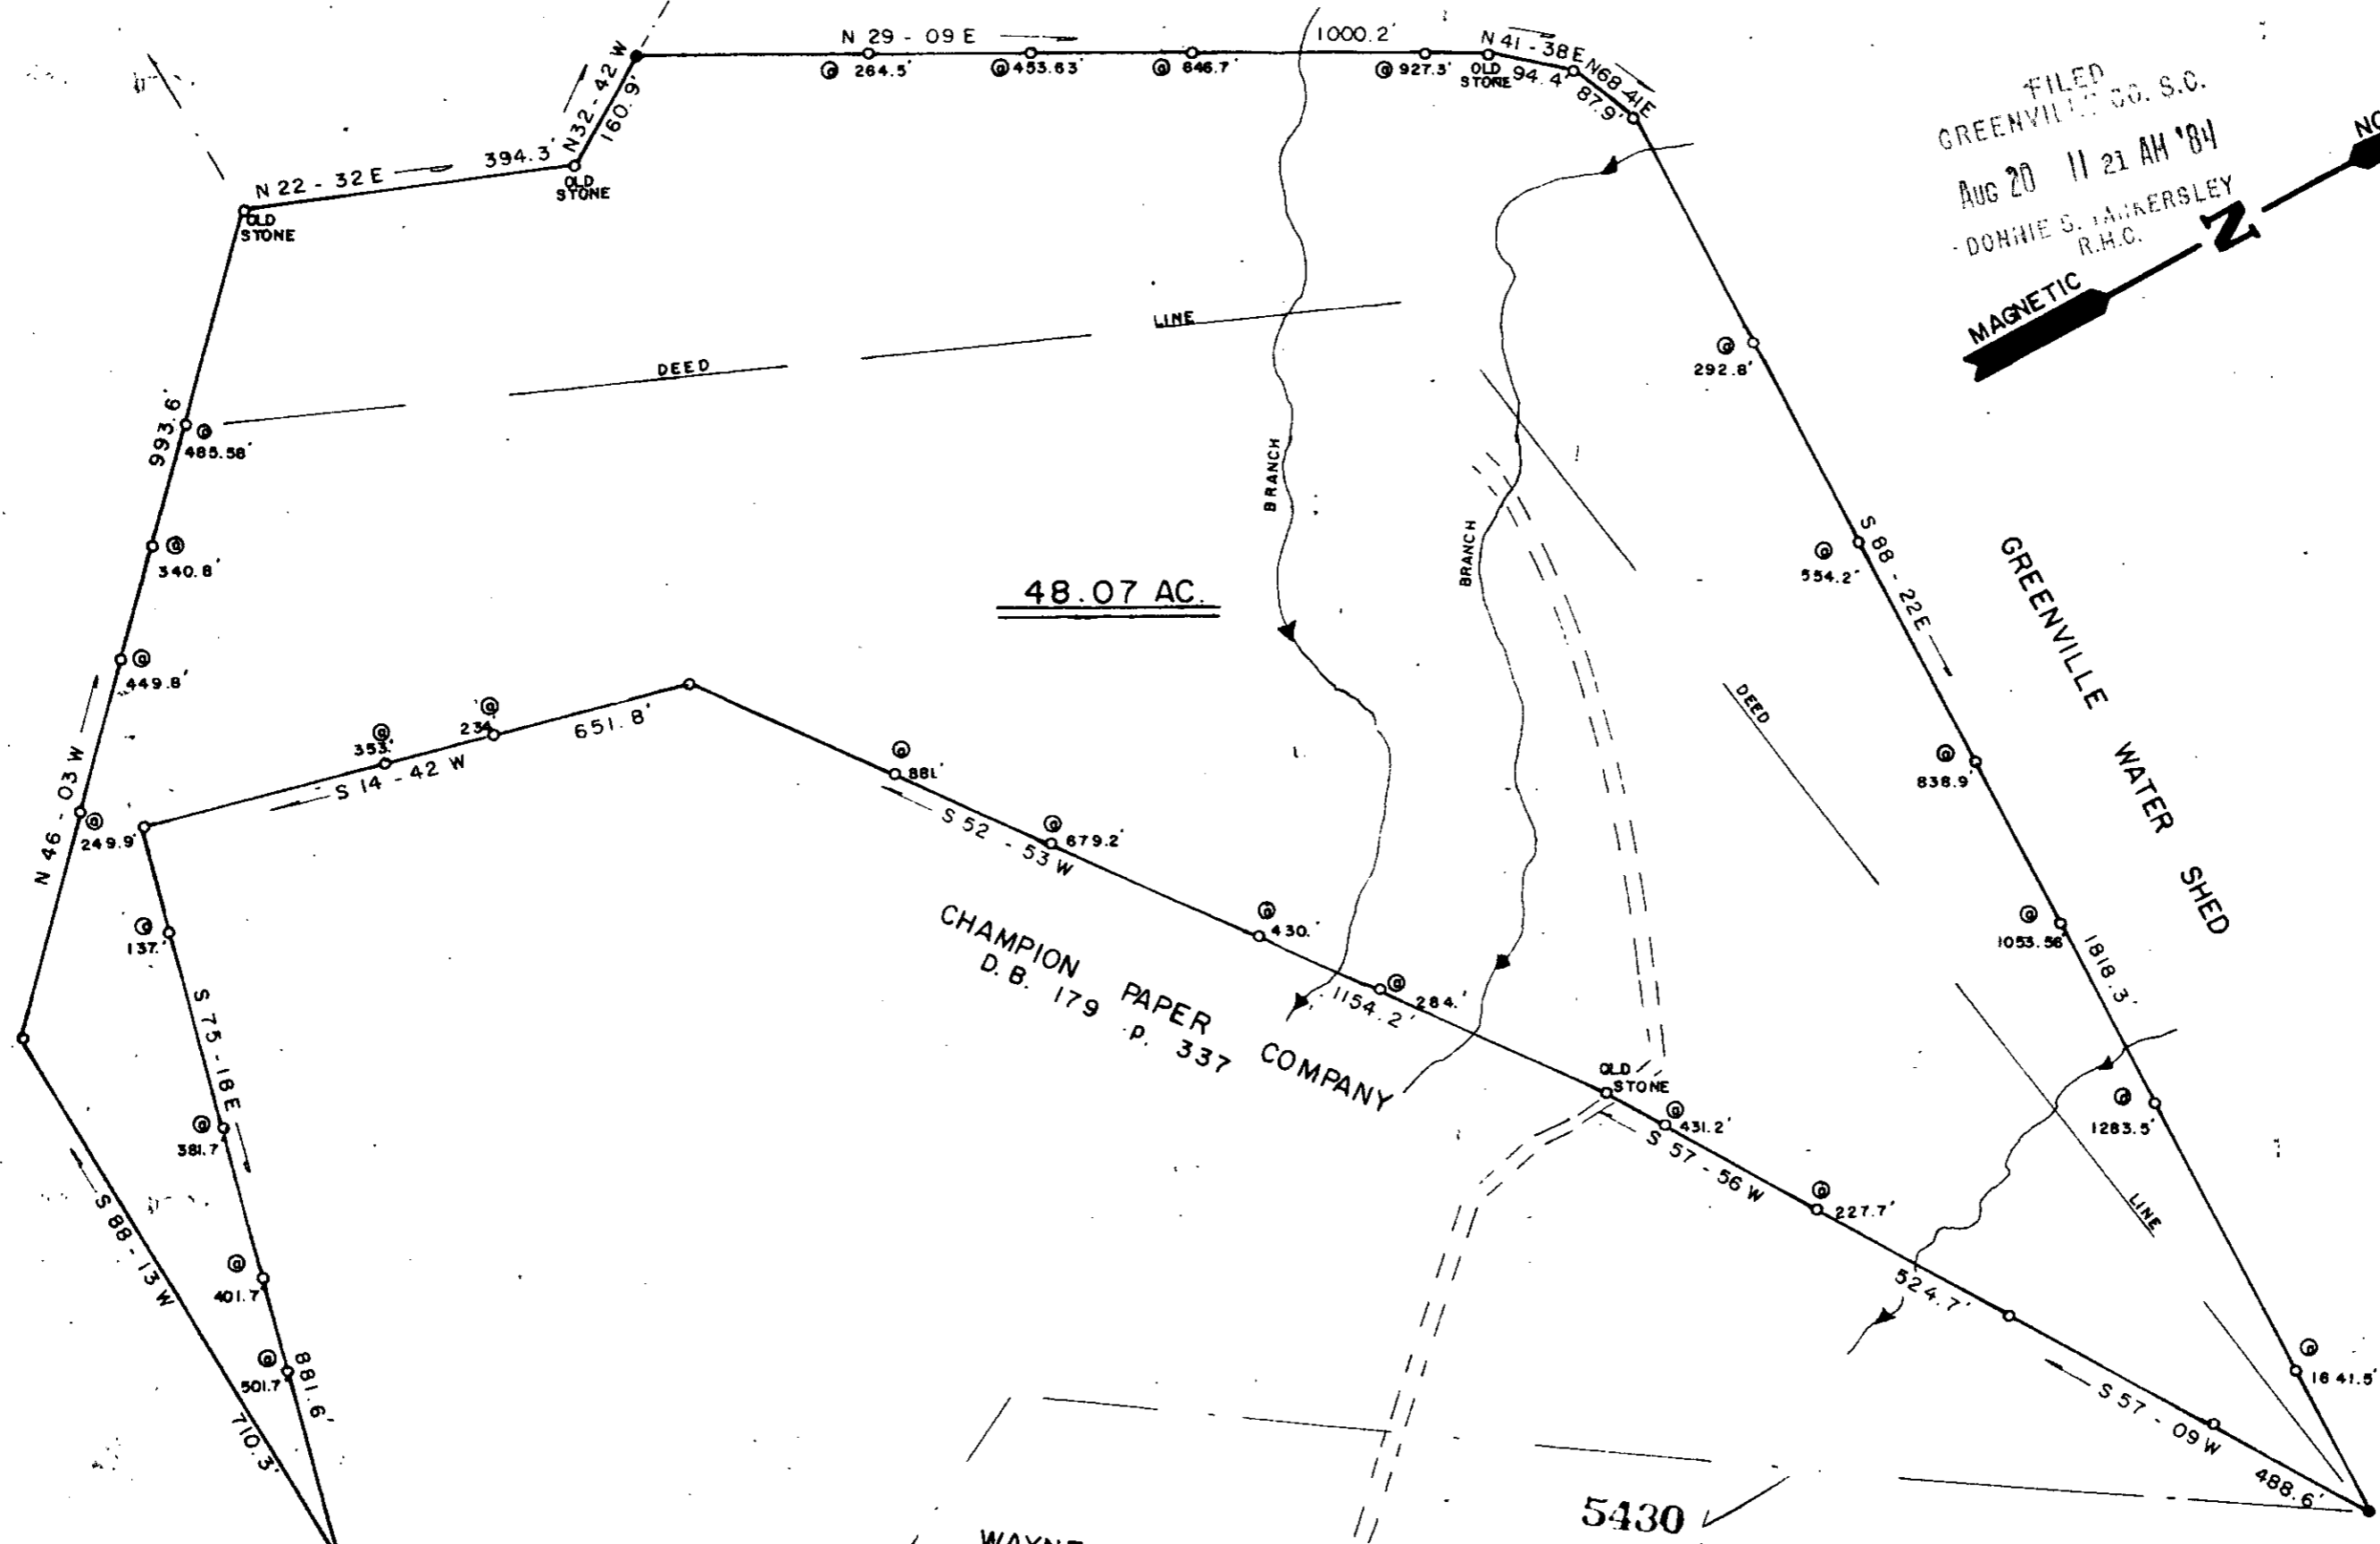 N 29 - 09 E
1000.2'
@ 264.5'
@ 453.63'
@ 646.7'
@ 927.3'
OLD STONE
N 41 - 38 E
94.4'
N68-41E
87.9'
N32-42 W
160.9'
N 22 - 32 E
394.3'
OLD STONE
OLD STONE
FILED
GREENVILLE CO. S.C.
AUG 20 11 21 AM '84
DONNIE S. TANKERSLEY
R.H.C.
MAGNETIC
N
NO
LINE
DEED
993.6'
@ 485.58'
@ 340.8'
@ 449.8'
N 46 - 03 W
@ 249.9'
BRANCH
BRANCH
48.07 AC.
@ 292.8'
@ 554.2'
S 88 - 22 E
@ 838.9'
@ 1053.56'
1818.3'
@ 1283.5'
@ 1641.5'
GREENVILLE WATER SHED
DEED
LINE
@ 353.'
@ 234.'
651.8'
S 14 - 42 W
@ 881.'
@ 679.2'
S 52 - 53 W
@ 430.'
@ 284.'
1154.2'
CHAMPION PAPER COMPANY
D. B. 179 p. 337
OLD STONE
@ 431.2'
S 57 - 56 W
@ 227.7'
524.7'
S 57 - 09 W
488.6'
@ 137.'
S 75 - 18 E
@ 381.7'
@ 401.7'
@ 501.7'
881.6'
S 88 - 13 W
710.3'
5430
WAYNE